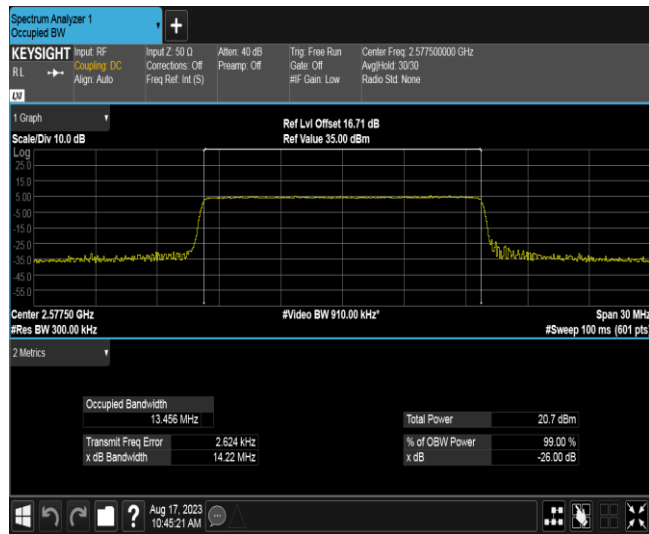 Spectrum Analyzer 1
Occupied BW
+
KEYSIGHT
RL
LXI
Input: RF
Coupling: DC
Align: Auto
Input Z: 50 Ω
Corrections: Off
Freq Ref: Int (S)
Atten: 40 dB
Preamp: Off
Trig: Free Run
Gate: Off
#IF Gain: Low
Center Freq: 2.577500000 GHz
Avg|Hold: 30/30
Radio Std: None
1 Graph
Scale/Div 10.0 dB
Ref Lvl Offset 16.71 dB
Ref Value 35.00 dBm
Log
25.0
15.0
5.00
-5.00
-15.0
-25.0
-35.0
-45.0
-55.0
Center 2.57750 GHz
#Res BW 300.00 kHz
#Video BW 910.00 kHz*
Span 30 MHz
#Sweep 100 ms (601 pts)
2 Metrics
Occupied Bandwidth
13.456 MHz
Transmit Freq Error 2.624 kHz
x dB Bandwidth 14.22 MHz
Total Power 20.7 dBm
% of OBW Power 99.00 %
x dB -26.00 dB
?
Aug 17, 2023
10:45:21 AM